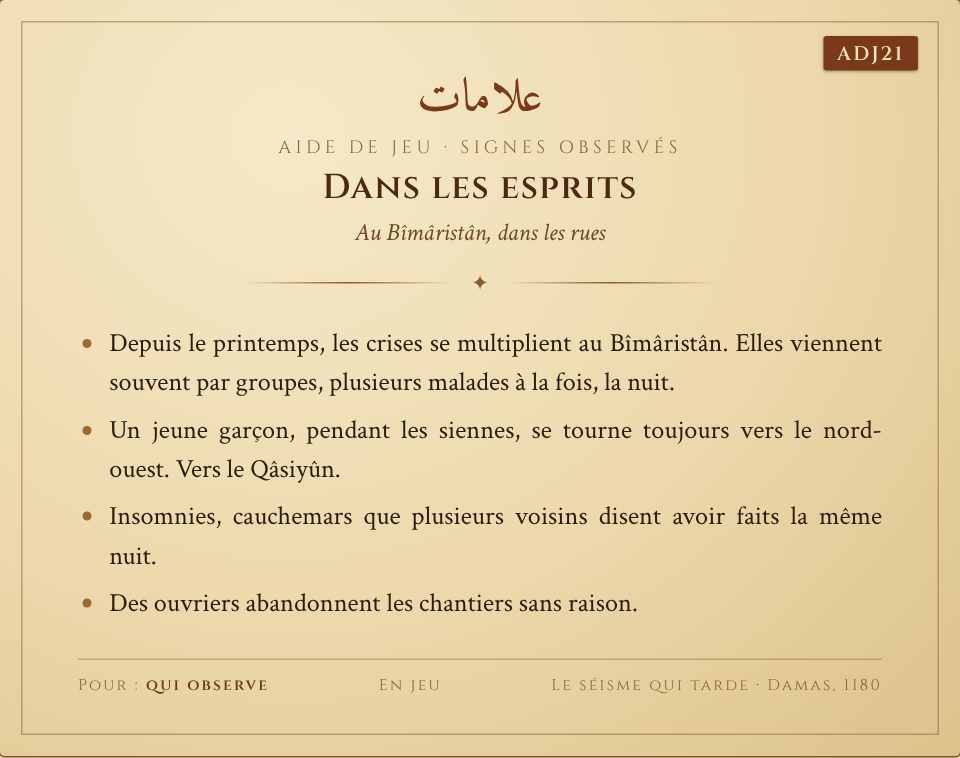 ADJ21
علامات
AIDE DE JEU · SIGNES OBSERVÉS
DANS LES ESPRITS
Au Bîmâristân, dans les rues
Depuis le printemps, les crises se multiplient au Bîmâristân. Elles viennent
souvent par groupes, plusieurs malades à la fois, la nuit.
Un jeune garçon, pendant les siennes, se tourne toujours vers le nord-
ouest. Vers le Qâsiyûn.
Insomnies, cauchemars que plusieurs voisins disent avoir faits la même
nuit.
Des ouvriers abandonnent les chantiers sans raison.
POUR : QUI OBSERVE
EN JEU
LE SÉISME QUI TARDE · DAMAS, 1180